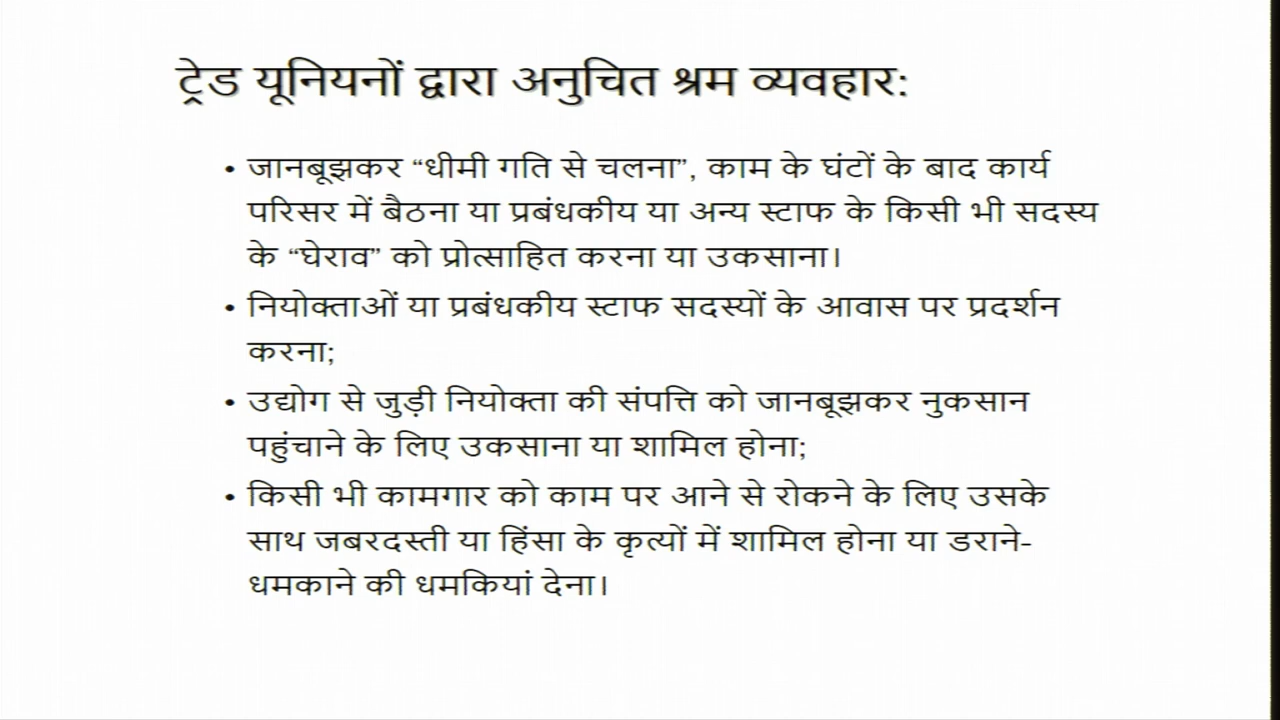 ट्रेड यूनियनों द्वारा अनुचित श्रम व्यवहार:
• जानबूझकर “धीमी गति से चलना”, काम के घंटों के बाद कार्य
परिसर में बैठना या प्रबंधकीय या अन्य स्टाफ के किसी भी सदस्य
के “घेराव” को प्रोत्साहित करना या उकसाना।
• नियोक्ताओं या प्रबंधकीय स्टाफ सदस्यों के आवास पर प्रदर्शन
करना;
• उद्योग से जुड़ी नियोक्ता की संपत्ति को जानबूझकर नुकसान
पहुंचाने के लिए उकसाना या शामिल होना;
• किसी भी कामगार को काम पर आने से रोकने के लिए उसके
साथ जबरदस्ती या हिंसा के कृत्यों में शामिल होना या डराने-
धमकाने की धमकियां देना।